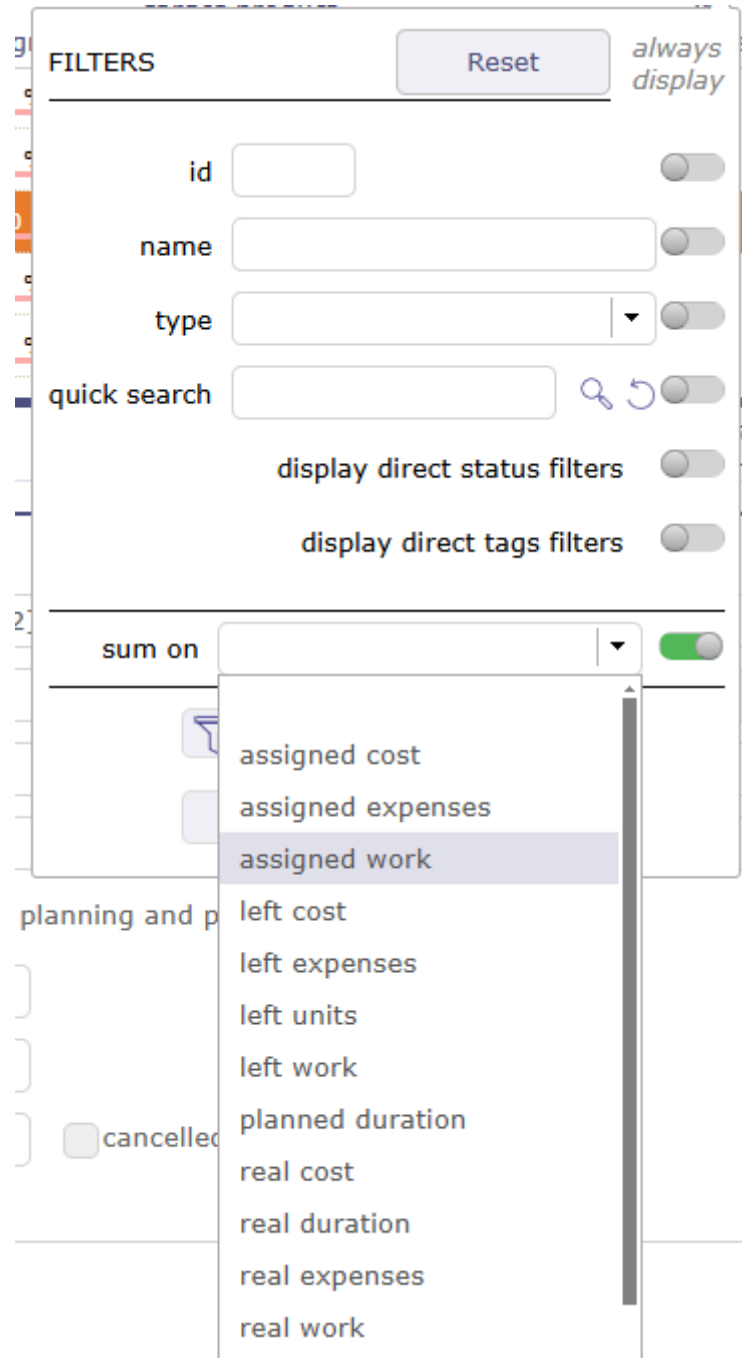 FILTERS
Reset
always
display
id
name
type
quick search
display direct status filters
display direct tags filters
sum on
assigned cost
assigned expenses
assigned work
left cost
planning and p
left expenses
left units
left work
planned duration
cancelled
real cost
real duration
real expenses
real work